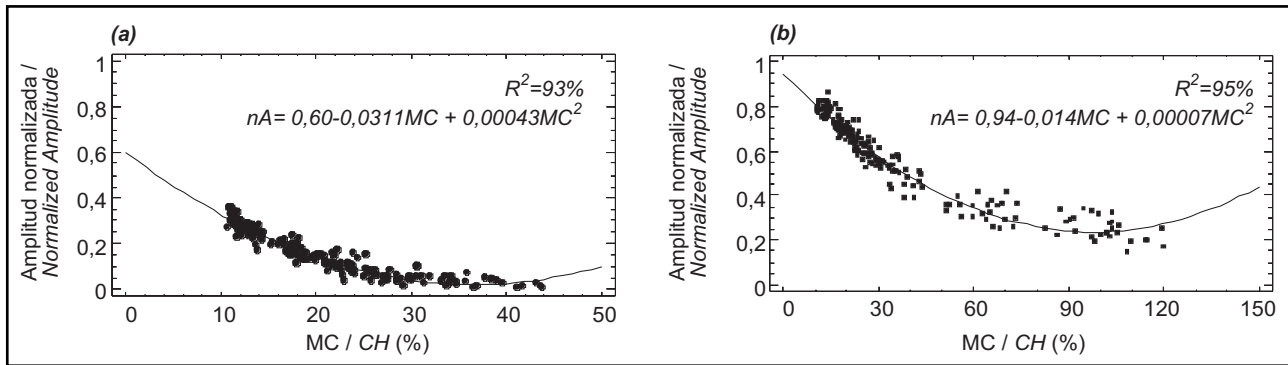 (a)
Amplitud normalizada /
Normalized Amplitude
1
0,8
0,6
0,4
0,2
0
R²=93%
nA= 0,60-0,0311MC + 0,00043MC²
0 10 20 30 40 50
MC / CH (%)
(b)
Amplitud normalizada /
Normalized Amplitude
1
0,8
0,6
0,4
0,2
0
R²=95%
nA= 0,94-0,014MC + 0,00007MC²
0 30 60 90 120 150
MC / CH (%)